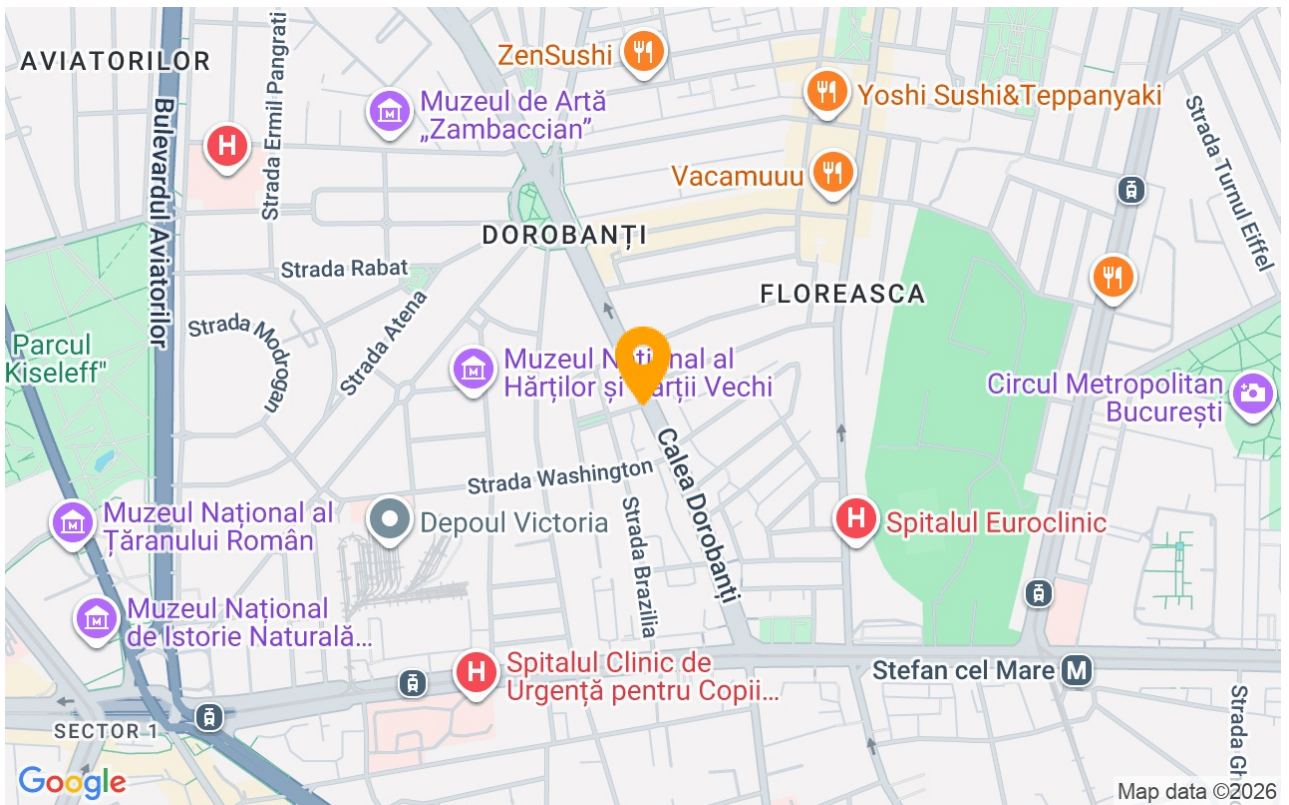 AVIATORILOR
Bulevardul Aviatorilor
Strada Ermil Pangrati
ZenSushi
Muzeul de Artă
„Zambaccian”
Yoshi Sushi&Teppanyaki
Vacamuuu
Strada Turnul Eiffel
DOROBANȚI
Strada Rabat
FLOREASCA
Strada Modrogan
Strada Atena
Parcul
Kiseleff"
Muzeul Național al
Hărților și Cărții Vechi
Circul Metropolitan
București
Calea Dorobanți
Strada Washington
Strada Brazilia
Muzeul Național al
Țăranului Român
Depoul Victoria
Spitalul Euroclinic
Muzeul Național
de Istorie Naturală...
Spitalul Clinic de
Urgență pentru Copii...
Stefan cel Mare
M
SECTOR 1
Strada Gh
Google
Map data ©2026